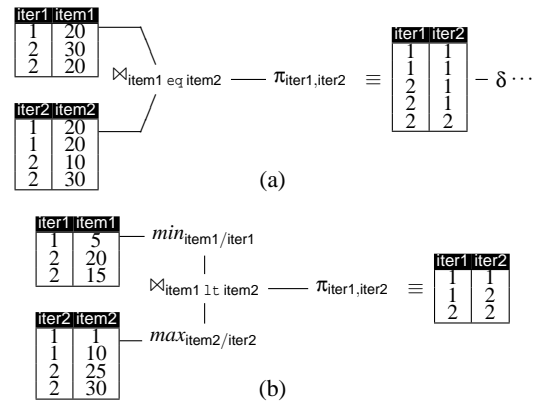 iter1 item1
1 20
2 30
2 20
⋈item1 eq item2 π iter1,iter2 ≡
iter2 item2
1 20
1 20
2 10
2 30
iter1 iter2
1 1
1 1
2 1
2 1
2 2
− δ ⋯
(a)
iter1 item1
1 5
2 20
2 15
min item1/iter1
⋈item1 lt item2 π iter1,iter2 ≡
iter2 item2
1 1
1 10
2 25
2 30
max item2/iter2
iter1 iter2
1 1
1 2
2 2
(b)